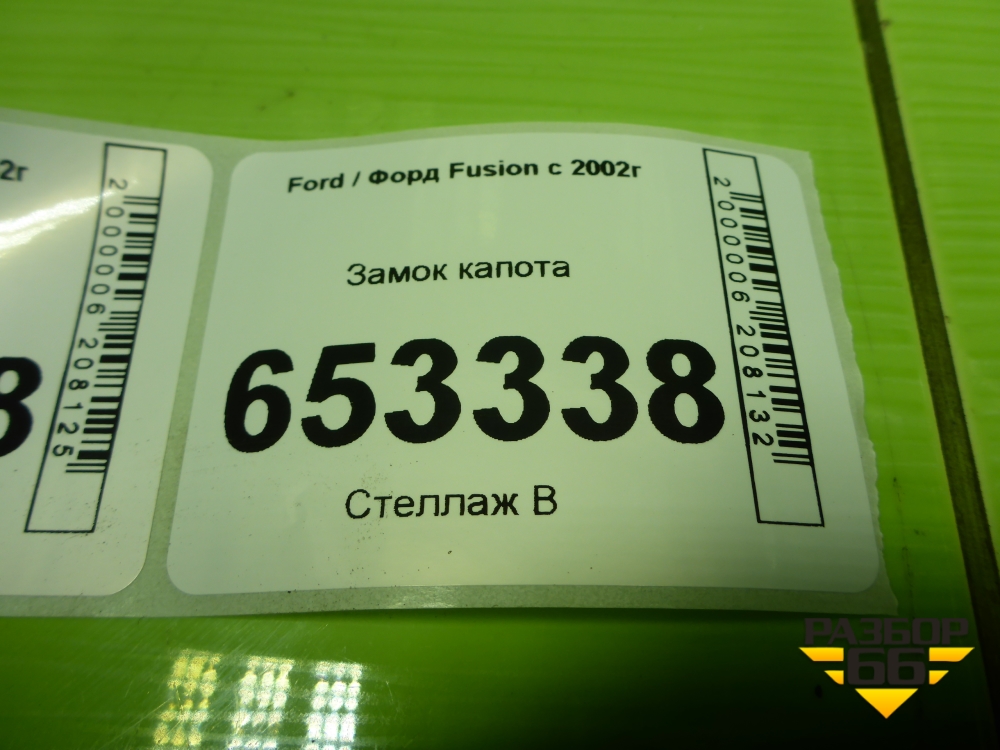 2г
2000006208125
8
Ford / Форд Fusion с 2002г
Замок капота
653338
Стеллаж В
2000006208132
РАЗБОР
66